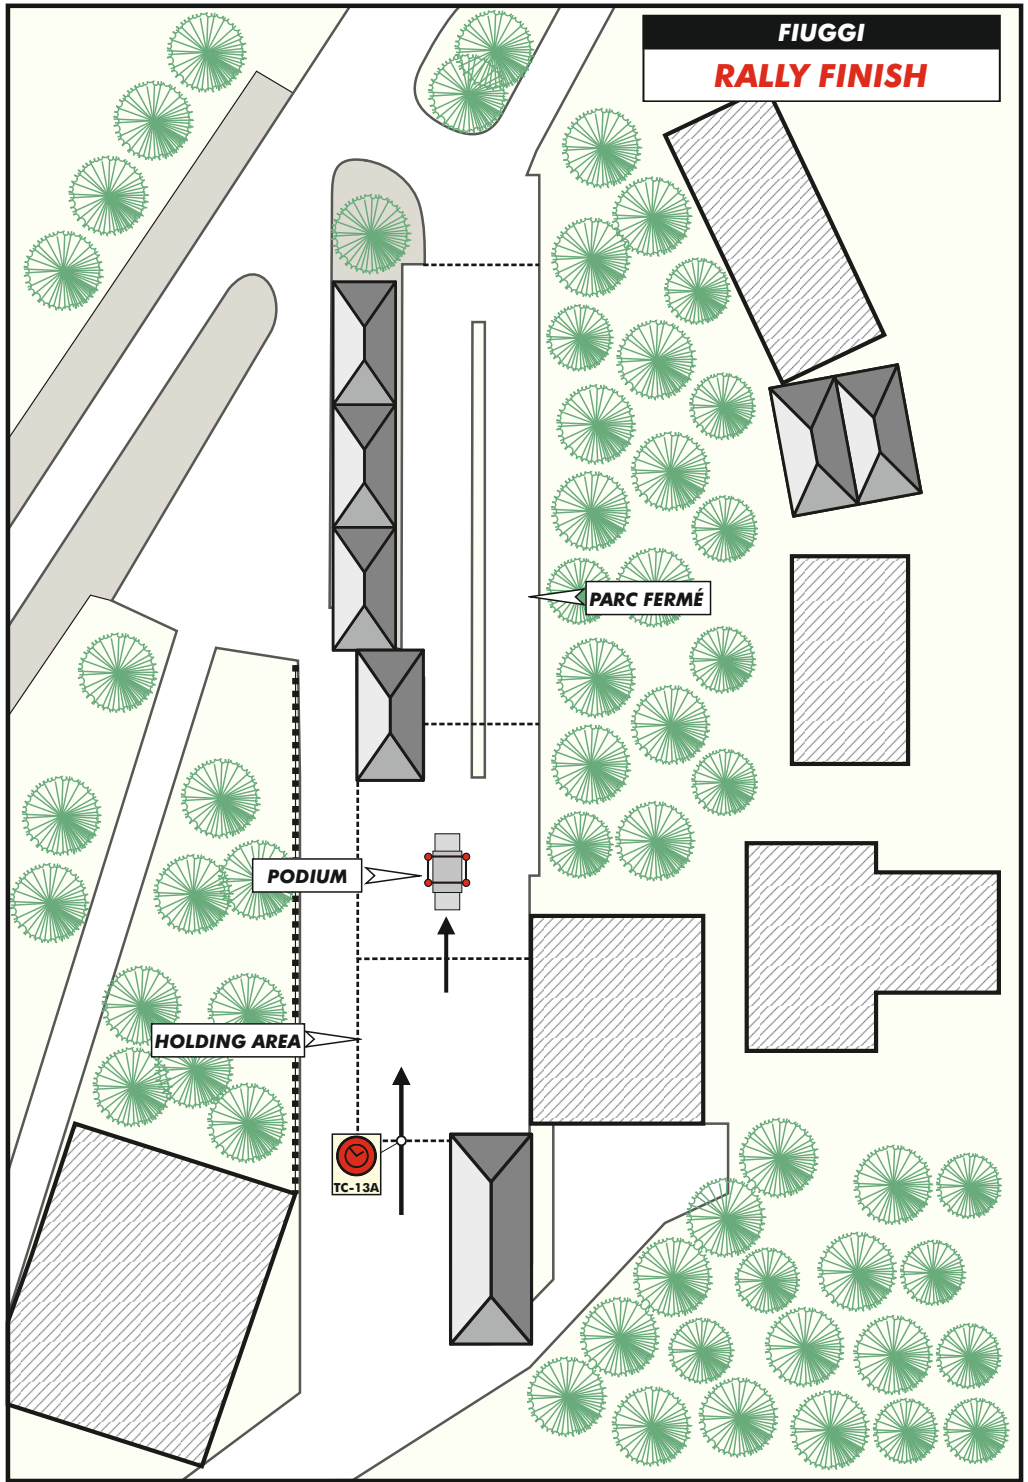 FIUGGI
RALLY FINISH
PARC FERMÉ
PODIUM
HOLDING AREA
TC-13A